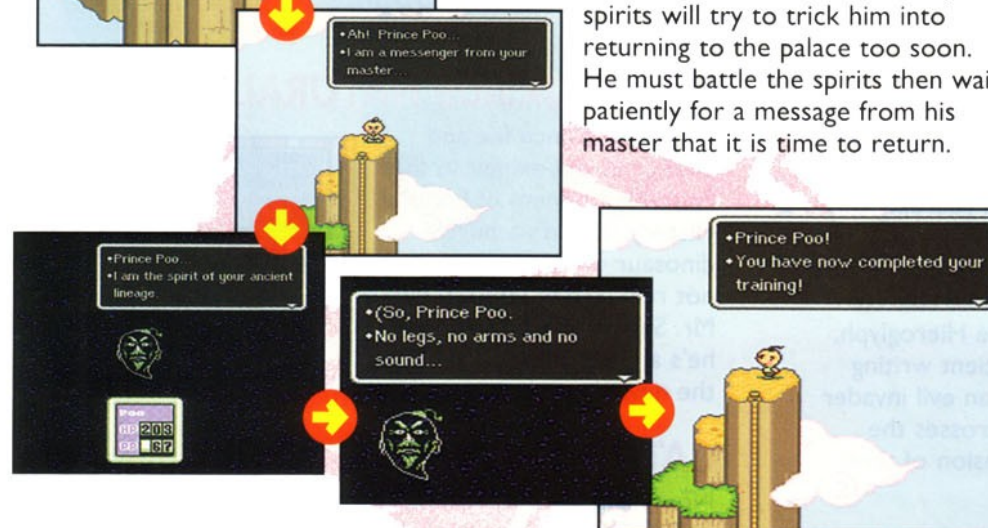 •Ah! Prince Poo...
•I am a messenger from your
master...
spirits will try to trick him into
returning to the palace too soon.
He must battle the spirits then
patiently for a message from his
master that it is time to return.
•Prince Poo...
•I am the spirit of your ancient
lineage.
Poo
HP 203
PP 67
•(So, Prince Poo.
•No legs, no arms and no
sound...
•Prince Poo!
•You have now completed your
training!